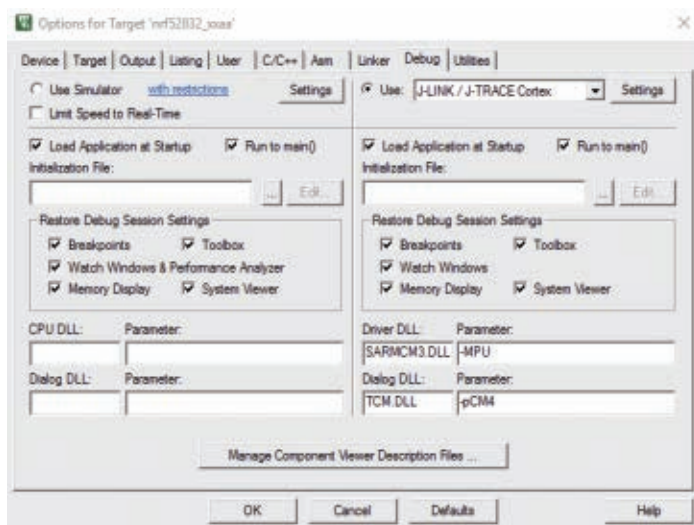 Options for Target 'nrf52832_xxaa'
Device Target Output Listing User C/C++ Asm Linker Debug Utilities
Use Simulator with restrictions Settings
Limit Speed to Real-Time
Use: J-LINK / J-TRACE Cortex Settings
Load Application at Startup Run to main()
Initialization File:
... Edit...
Load Application at Startup Run to main()
Initialization File:
... Edit...
Restore Debug Session Settings
Breakpoints Toolbox
Watch Windows & Performance Analyzer
Memory Display System Viewer
Restore Debug Session Settings
Breakpoints Toolbox
Watch Windows
Memory Display System Viewer
CPU DLL: Parameter:
Dialog DLL: Parameter:
Driver DLL: Parameter:
SARMCM3.DLL -MPU
Dialog DLL: Parameter:
TCM.DLL -pCM4
Manage Component Viewer Description Files ...
OK Cancel Defaults Help